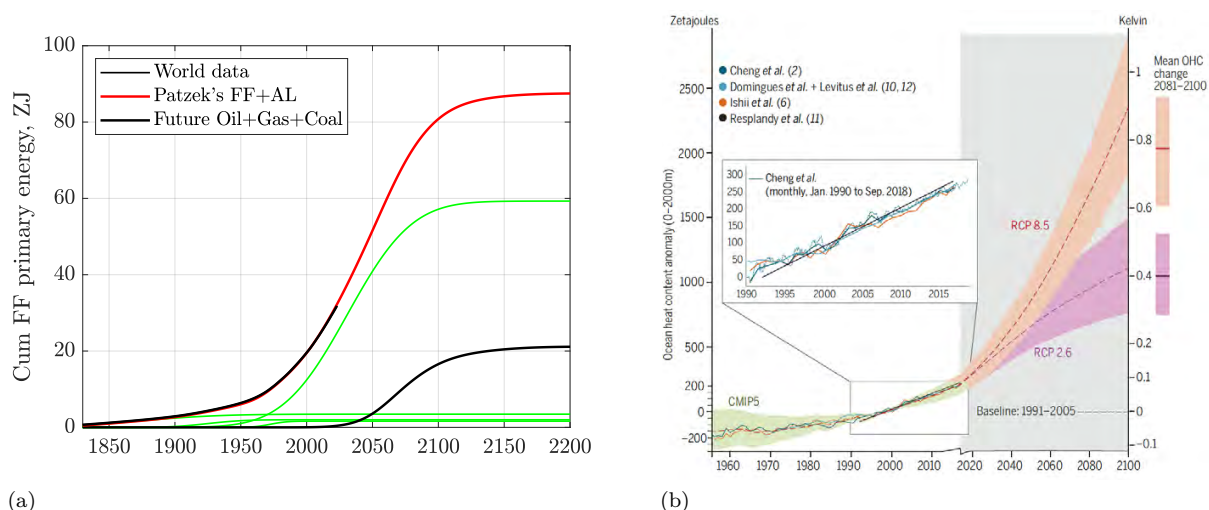 Cum FF primary energy, ZJ
100
80
60
40
20
0
World data
Patzek's FF+AL
Future Oil+Gas+Coal
1850 1900 1950 2000 2050 2100 2150 2200
(a)
Zetajoules
Kelvin
Ocean heat content anomaly (0–2000m)
2500
2000
1500
1000
500
200
0
−200
Cheng et al. (2)
Domingues et al. + Levitus et al. (10, 12)
Ishii et al. (6)
Resplandy et al. (11)
Cheng et al.
(monthly, Jan. 1990 to Sep. 2018)
300
250
200
150
100
50
0
1990 1995 2000 2005 2010 2015
RCP 8.5
RCP 2.6
CMIP5
Baseline: 1991–2005
1
0.8
0.6
0.4
0.2
0.1
0
−0.1
Mean OHC
change
2081–2100
1960 1970 1980 1990 2000 2010 2020 2040 2060 2080 2100
(b)